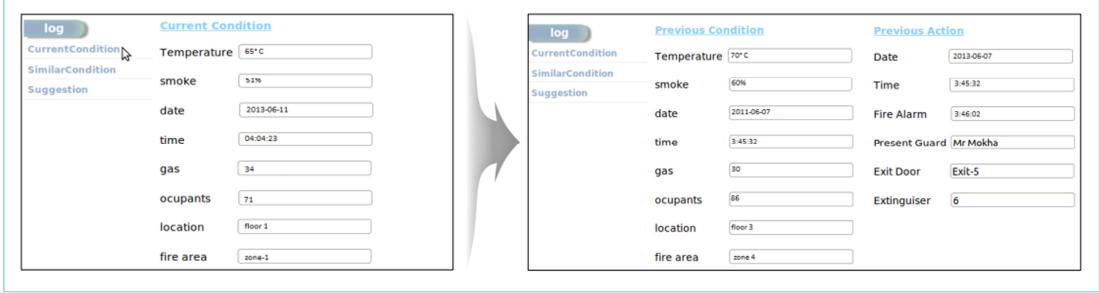 log
CurrentCondition
SimilarCondition
Suggestion
Current Condition
Temperature 65°C
smoke 51%
date 2013-06-11
time 04:04:23
gas 34
ocupants 71
location floor 1
fire area zone-1
log
CurrentCondition
SimilarCondition
Suggestion
Previous Condition
Temperature 70°C
smoke 60%
date 2011-06-07
time 3:45:32
gas 30
ocupants 86
location floor 3
fire area zone 4
Previous Action
Date 2013-06-07
Time 3:45:32
Fire Alarm 3:46:02
Present Guard Mr Mokha
Exit Door Exit-5
Extinguiser 6